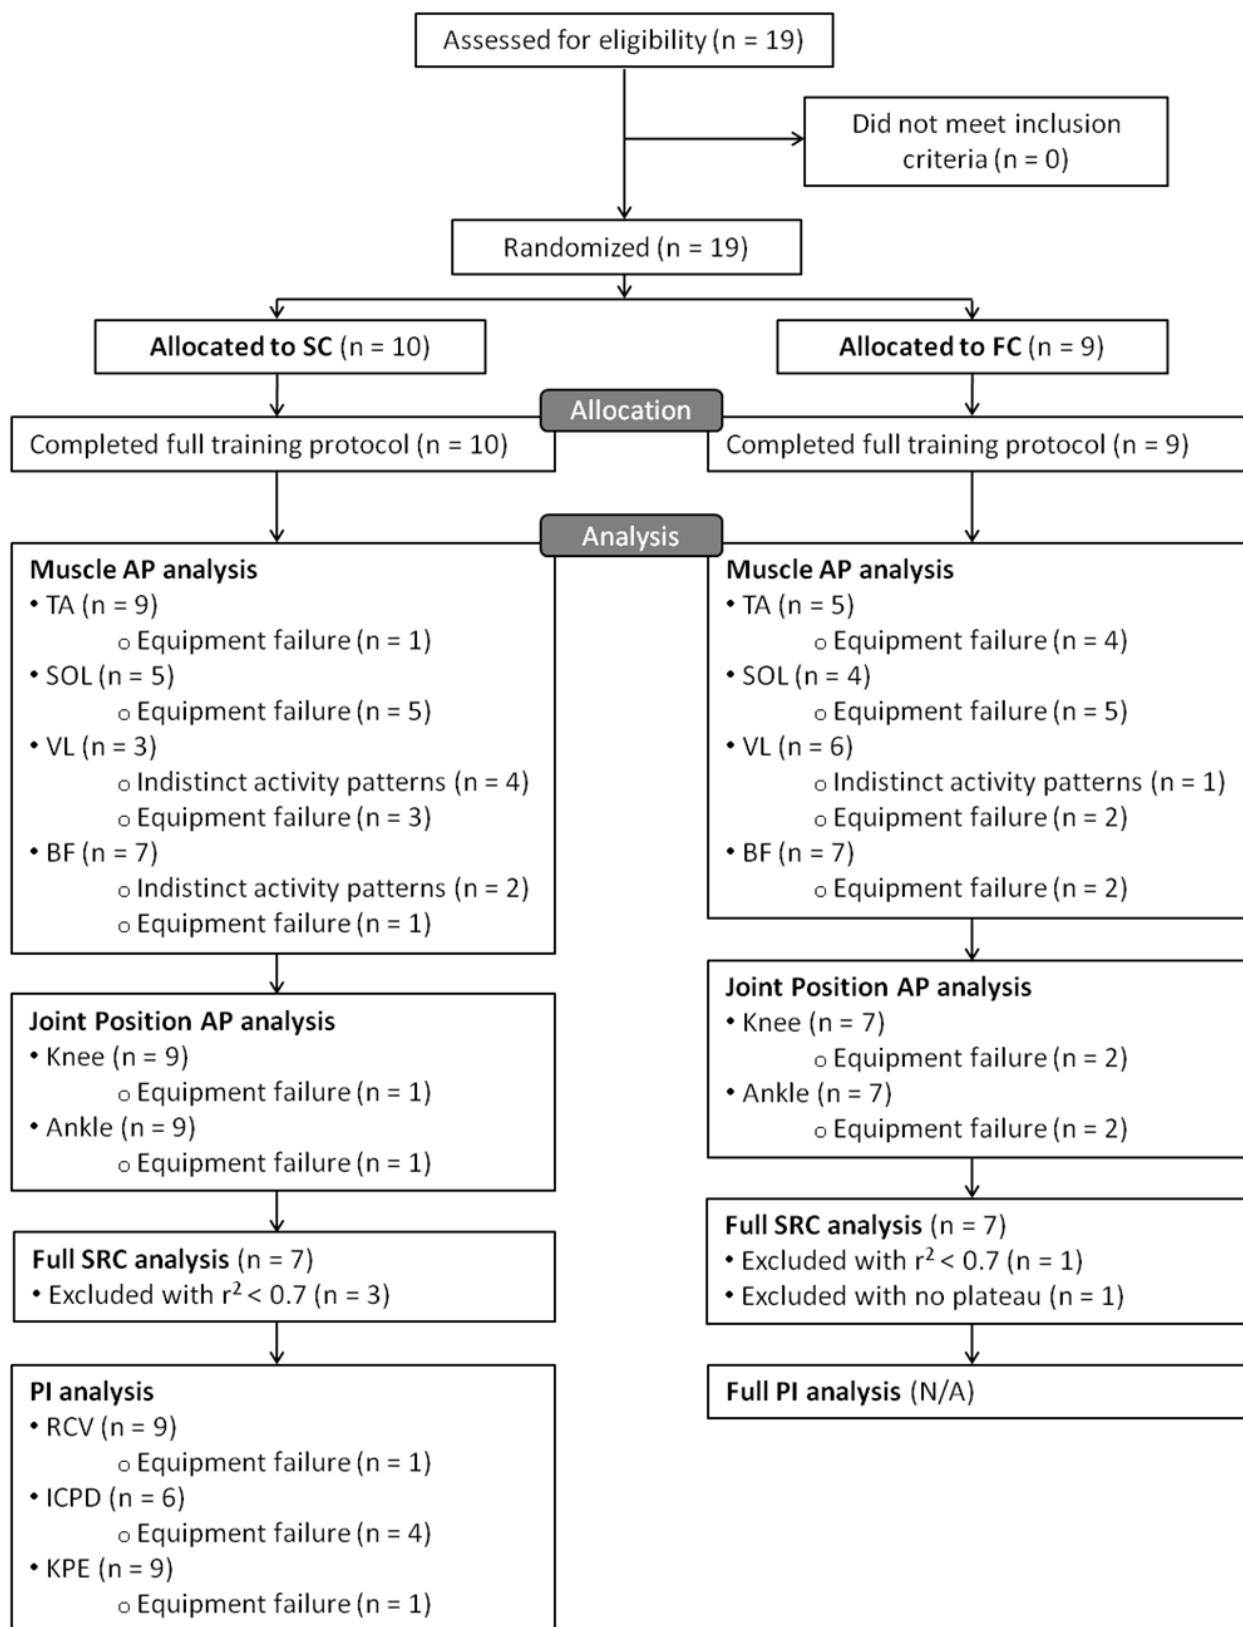 Assessed for eligibility (n = 19)
Did not meet inclusion
criteria (n = 0)
Randomized (n = 19)
Allocated to SC (n = 10)
Allocated to FC (n = 9)
Allocation
Completed full training protocol (n = 10)
Completed full training protocol (n = 9)
Analysis
Muscle AP analysis
• TA (n = 9)
o Equipment failure (n = 1)
• SOL (n = 5)
o Equipment failure (n = 5)
• VL (n = 3)
o Indistinct activity patterns (n = 4)
o Equipment failure (n = 3)
• BF (n = 7)
o Indistinct activity patterns (n = 2)
o Equipment failure (n = 1)
Joint Position AP analysis
• Knee (n = 9)
o Equipment failure (n = 1)
• Ankle (n = 9)
o Equipment failure (n = 1)
Full SRC analysis (n = 7)
• Excluded with r² < 0.7 (n = 3)
PI analysis
• RCV (n = 9)
o Equipment failure (n = 1)
• ICPD (n = 6)
o Equipment failure (n = 4)
• KPE (n = 9)
o Equipment failure (n = 1)
Muscle AP analysis
• TA (n = 5)
o Equipment failure (n = 4)
• SOL (n = 4)
o Equipment failure (n = 5)
• VL (n = 6)
o Indistinct activity patterns (n = 1)
o Equipment failure (n = 2)
• BF (n = 7)
o Equipment failure (n = 2)
Joint Position AP analysis
• Knee (n = 7)
o Equipment failure (n = 2)
• Ankle (n = 7)
o Equipment failure (n = 2)
Full SRC analysis (n = 7)
• Excluded with r² < 0.7 (n = 1)
• Excluded with no plateau (n = 1)
Full PI analysis (N/A)